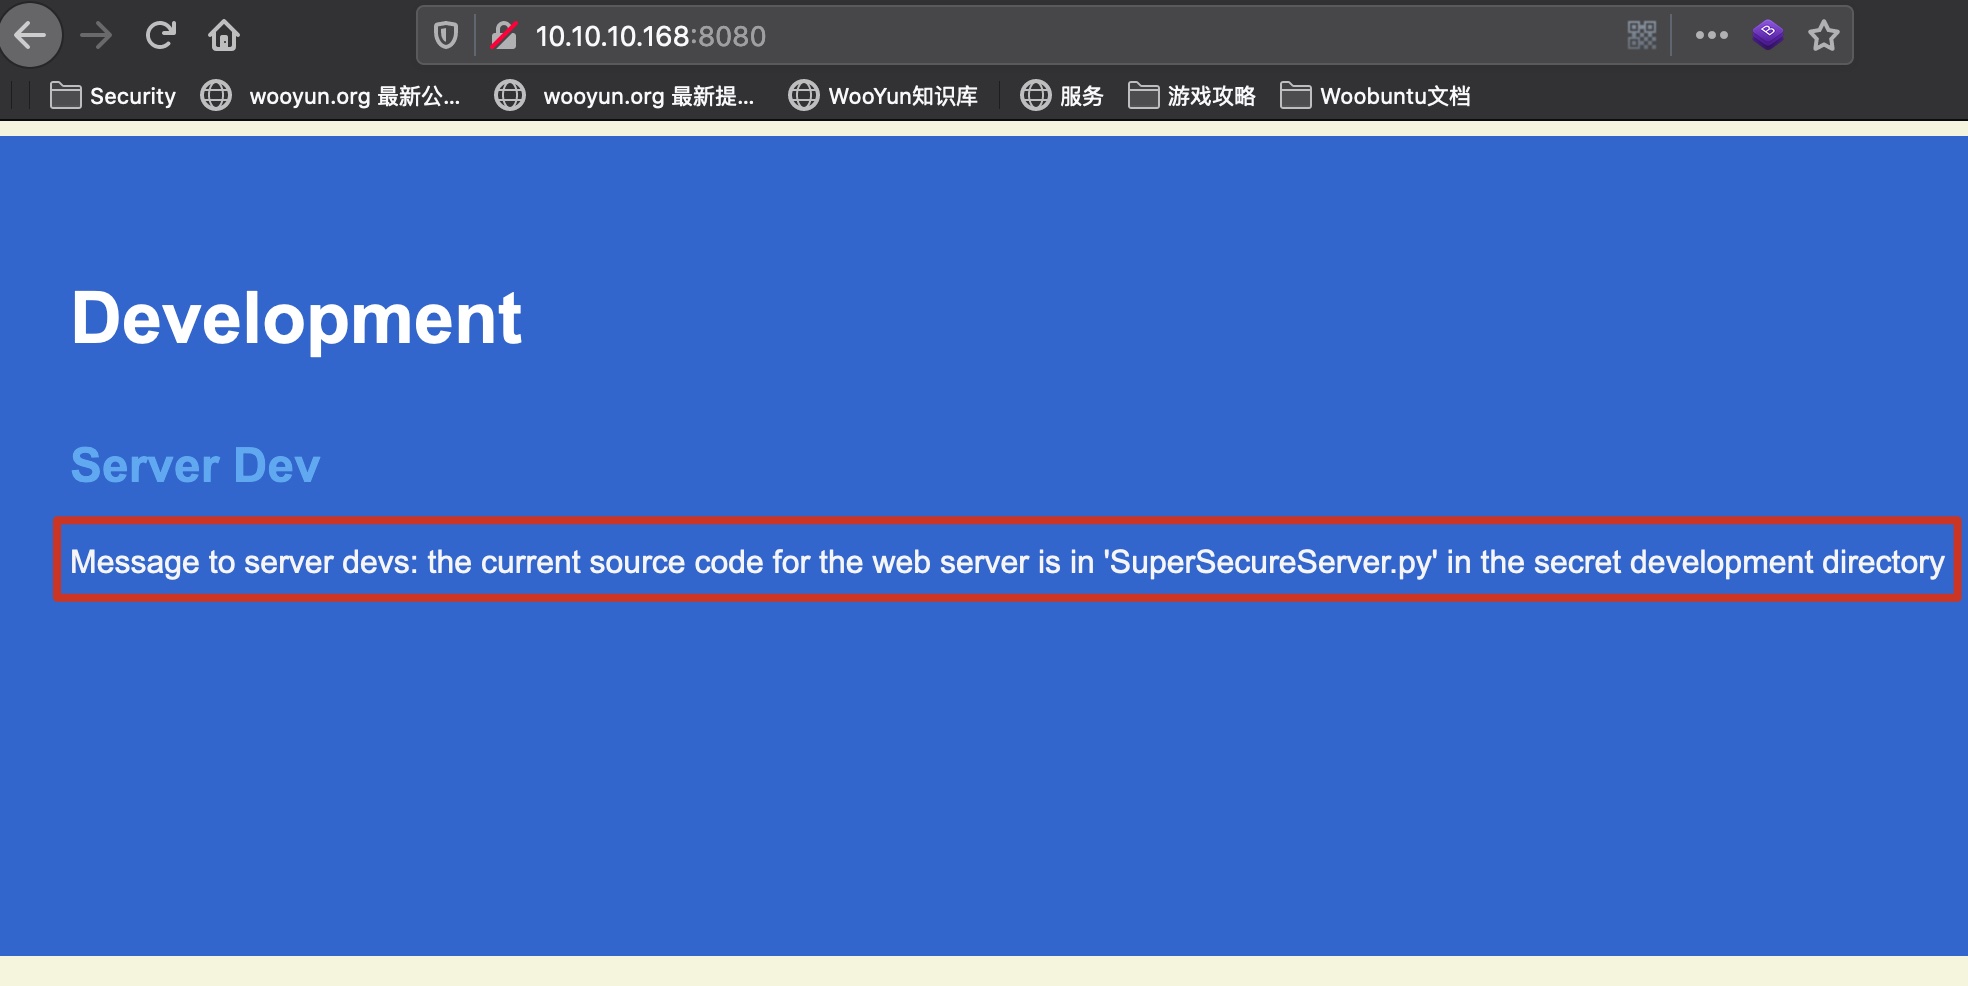 10.10.10.168:8080
Security wooyun.org 最新公... wooyun.org 最新提... WooYun知识库 服务 游戏攻略 Woobuntu文档
Development
Server Dev
Message to server devs: the current source code for the web server is in 'SuperSecureServer.py' in the secret development directory